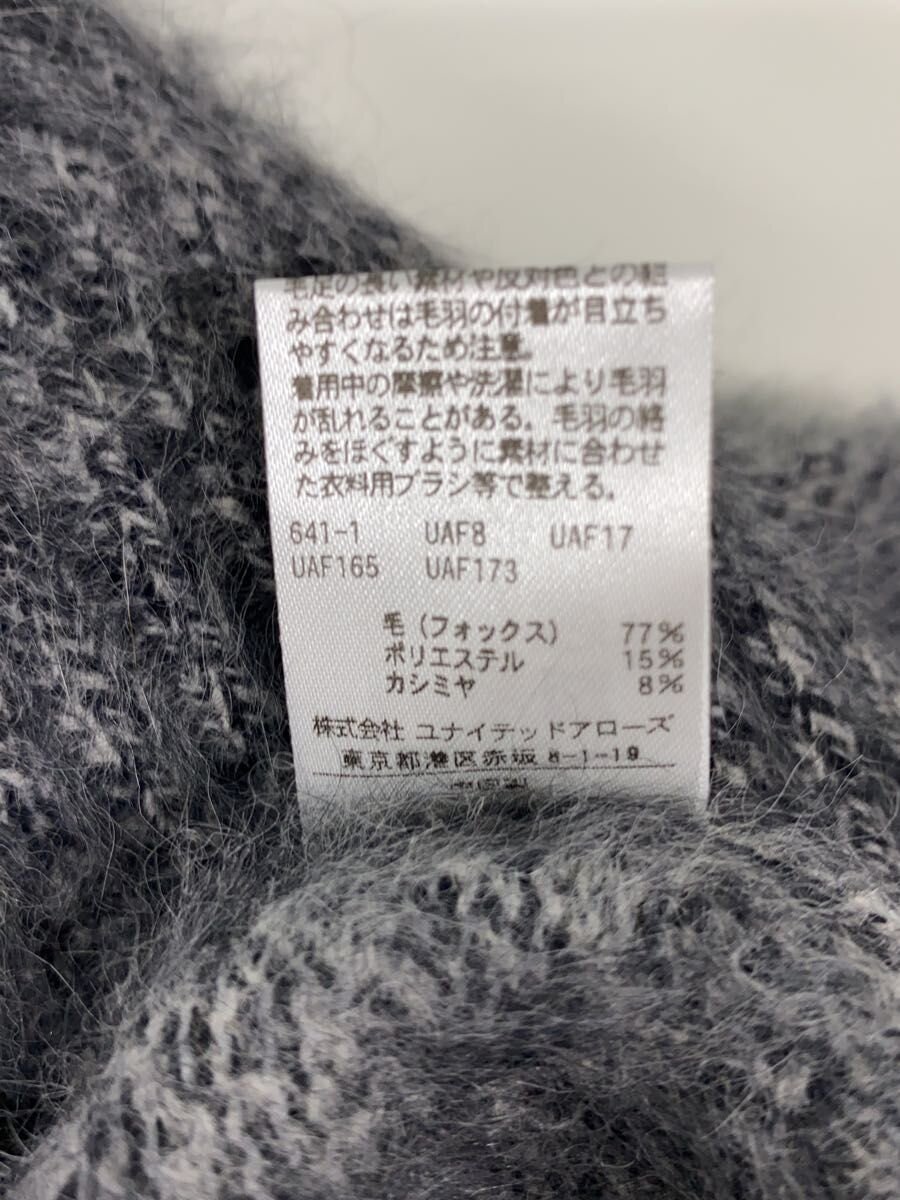 毛足の長い素材や反対色との組
み合わせは毛羽の付着が目立ち
やすくなるため注意。
着用中の摩擦や洗濯により毛羽
が乱れることがある。毛羽の絡
みをほぐすように素材に合わせ
た衣料用ブラシ等で整える。
641-1 UAF8 UAF17
UAF165 UAF173
毛(フォックス) 77%
ポリエステル 15%
カシミヤ 8%
株式会社 ユナイテッドアローズ
東京都港区赤坂8-1-19